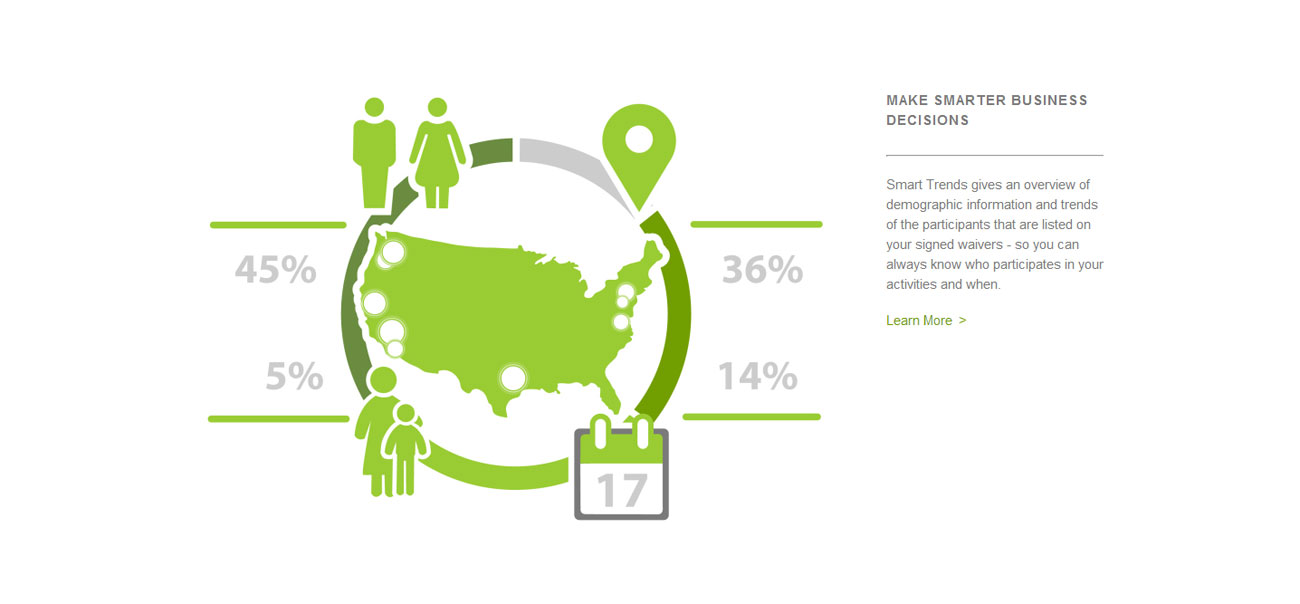 45%
36%
5%
14%
17
MAKE SMARTER BUSINESS
DECISIONS
Smart Trends gives an overview of
demographic information and trends
of the participants that are listed on
your signed waivers - so you can
always know who participates in your
activities and when.
Learn More >